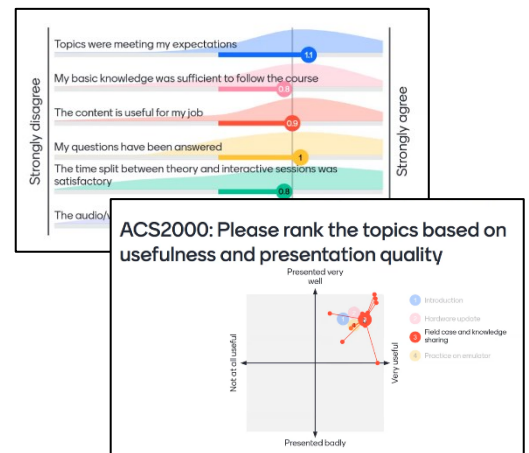 Strongly disagree
Topics were meeting my expectations
1.1
My basic knowledge was sufficient to follow the course
0.8
The content is useful for my job
0.9
My questions have been answered
1
The time split between theory and interactive sessions was
satisfactory
0.8
The audio/v
Strongly agree
ACS2000: Please rank the topics based on
usefulness and presentation quality
Presented very
well
Not at all useful
Very useful
Presented badly
1 Introduction
2 Hardware update
3 Field case and knowledge
sharing
4 Practice on emulator